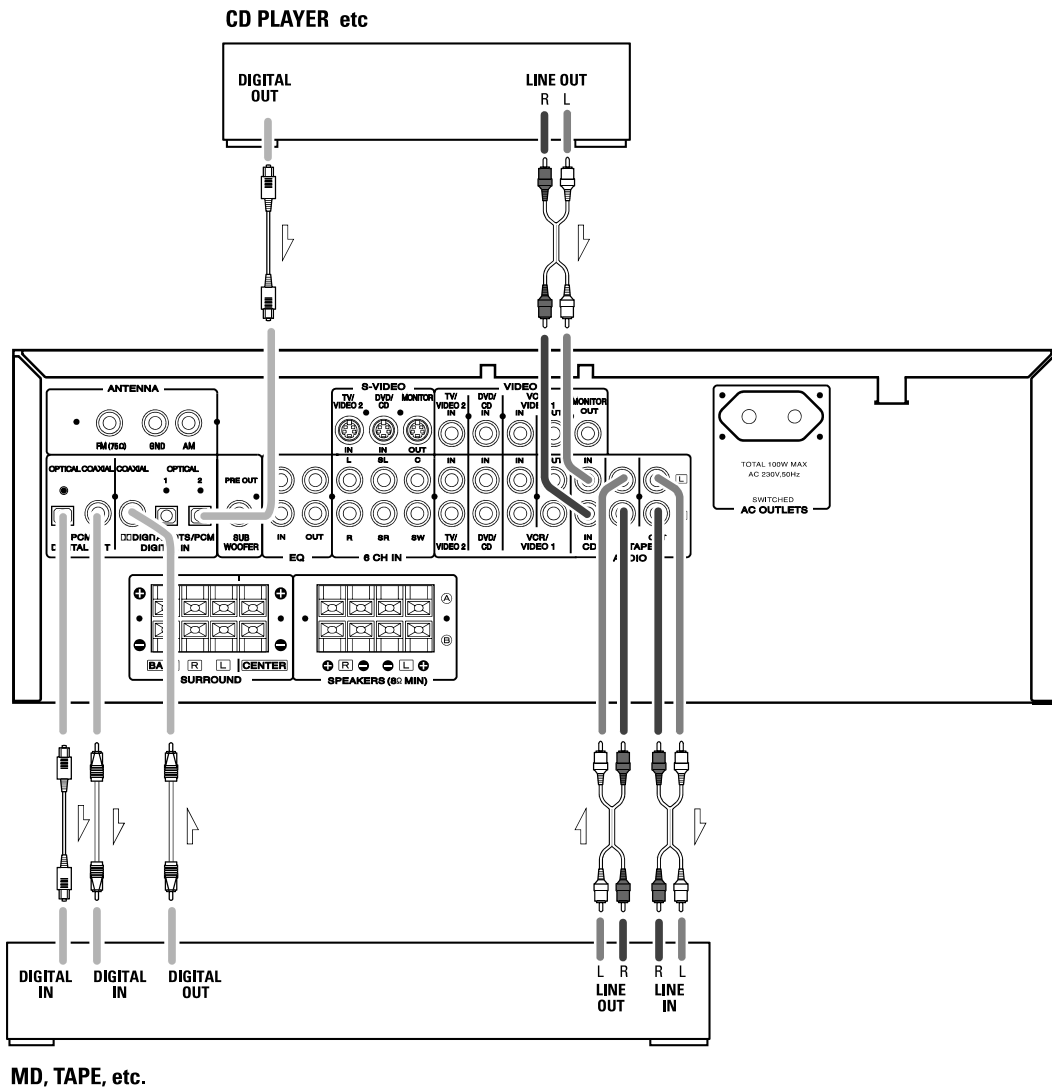 CD PLAYER etc
DIGITAL
OUT
LINE OUT
R L
ANTENNA
FM (75Ω) GND AM
S-VIDEO
TV/
VIDEO 2
DVD/
CD
MONITOR
IN IN OUT
VIDEO
TV/
VIDEO 2
IN
DVD/
CD
IN
IN
MONITOR
OUT
OPTICAL COAXIAL
PCM
COAXIAL
OPTICAL
1 2
DIGITAL IN
PRE OUT
SUB
WOOFER
IN OUT
EQ
L SL C
R SR SW
6 CH IN
IN IN IN IN
TV/
VIDEO 2
DVD/
CD
VCR/
VIDEO 1
IN
CD
TAPE
L
TOTAL 100W MAX
AC 230V,50Hz
SWITCHED
AC OUTLETS
R L CENTER
SURROUND
A
B
R L
SPEAKERS (8Ω MIN)
DIGITAL
IN
DIGITAL
IN
DIGITAL
OUT
L R
LINE
OUT
R L
LINE
IN
MD, TAPE, etc.